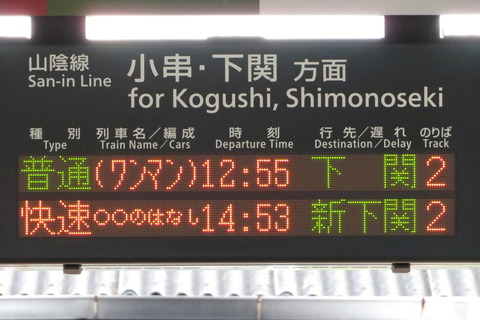 山陰線 小串・下関 方面
San-in Line for Kogushi, Shimonoseki
種別 列車名／編成 時刻 行先／遅れ のりば
Type Train Name／Cars Departure Time Destination／Delay Track
普通 (ワンマン) 12:55 下関 2
快速 ○○のはなし 14:53 新下関 2